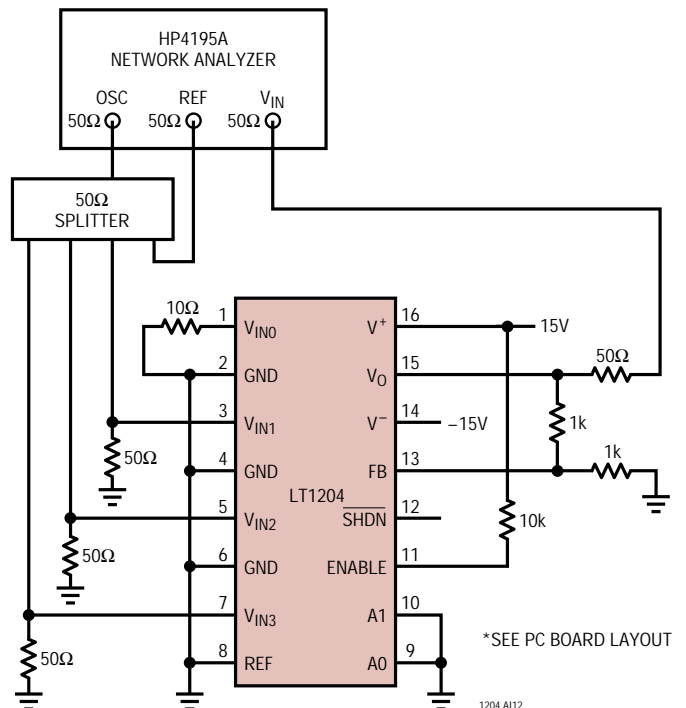 HP4195A
NETWORK ANALYZER
OSC
REF
VIN
50Ω
50Ω
50Ω
50Ω
SPLITTER
10Ω
1
VIN0
V+
16
15V
2
GND
VO
15
50Ω
3
VIN1
V−
14
–15V
1k
50Ω
4
GND
FB
13
1k
LT1204
5
VIN2
SHDN
12
10k
50Ω
6
GND
ENABLE
11
7
VIN3
A1
10
*SEE PC BOARD LAYOUT
50Ω
8
REF
A0
9
1204 AI12